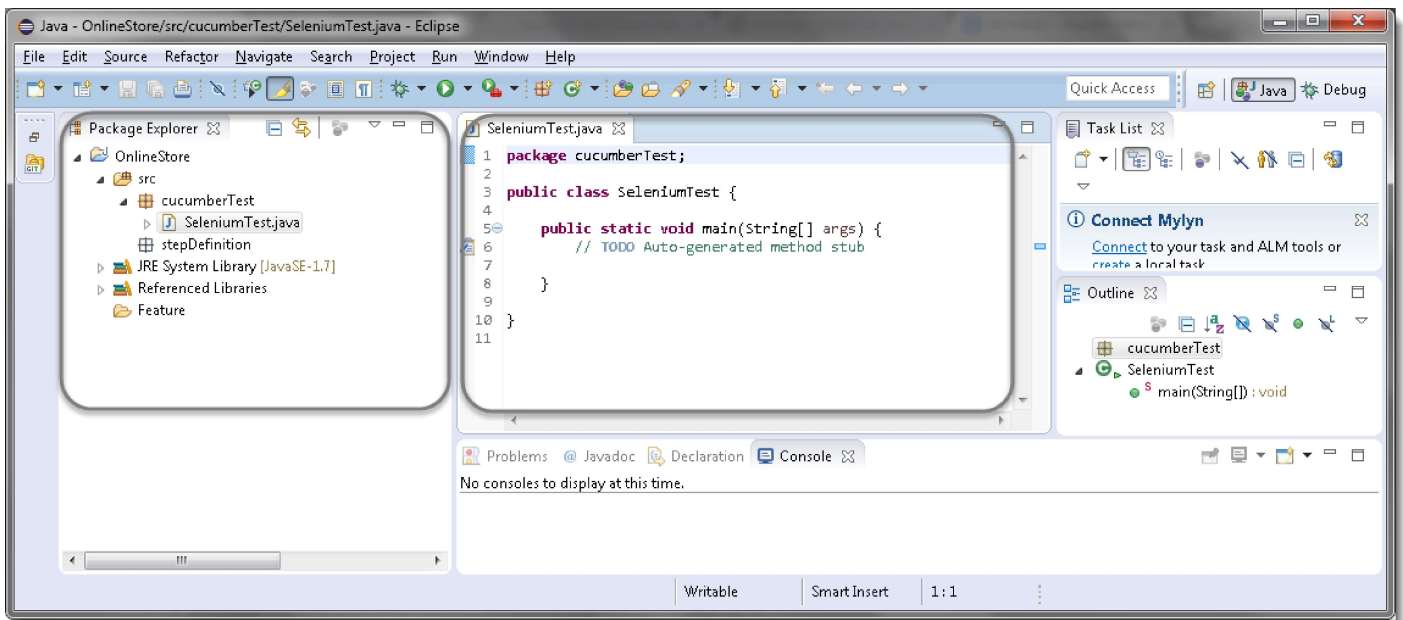 Java - OnlineStore/src/cucumberTest/SeleniumTest.java - Eclipse
File Edit Source Refactor Navigate Search Project Run Window Help
Quick Access Java Debug
GIT
Package Explorer
OnlineStore
src
cucumberTest
SeleniumTest.java
stepDefinition
JRE System Library [JavaSE-1.7]
Referenced Libraries
Feature
SeleniumTest.java
1 package cucumberTest;
2
3 public class SeleniumTest {
4
5 public static void main(String[] args) {
6 // TODO Auto-generated method stub
7
8 }
9
10 }
11
Task List
Connect Mylyn
Connect to your task and ALM tools or
create a local task
Outline
cucumberTest
SeleniumTest
main(String[]) : void
Problems @ Javadoc Declaration Console
No consoles to display at this time.
Writable Smart Insert 1:1